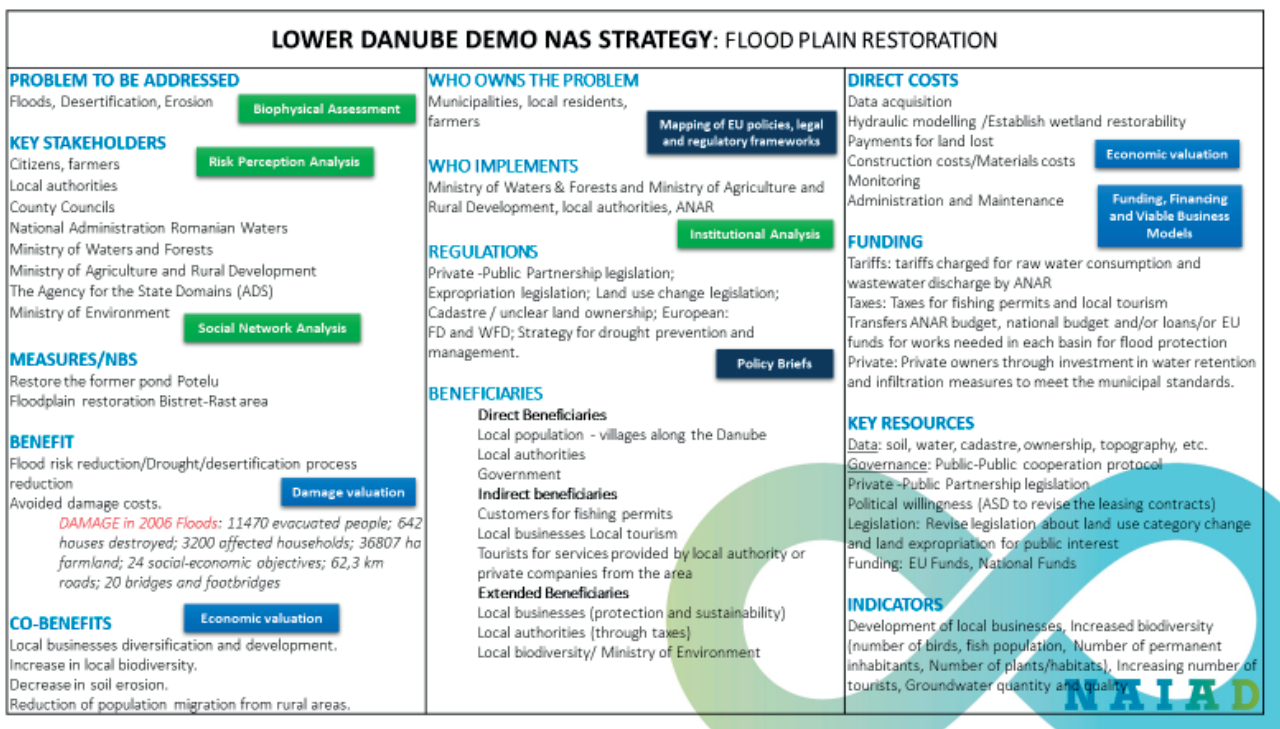 LOWER DANUBE DEMO NAS STRATEGY: FLOOD PLAIN RESTORATION
PROBLEM TO BE ADDRESSED
Floods, Desertification, Erosion
Biophysical Assessment
KEY STAKEHOLDERS
Citizens, farmers
Risk Perception Analysis
Local authorities
County Councils
National Administration Romanian Waters
Ministry of Waters and Forests
Ministry of Agriculture and Rural Development
The Agency for the State Domains (ADS)
Ministry of Environment
Social Network Analysis
MEASURES/NBS
Restore the former pond Potelu
Floodplain restoration Bistret-Rast area
BENEFIT
Flood risk reduction/Drought/desertification process
reduction
Avoided damage costs.
Damage valuation
DAMAGE in 2006 Floods: 11470 evacuated people; 642
houses destroyed; 3200 affected households; 36807 ha
farmland; 24 social-economic objectives; 62,3 km
roads; 20 bridges and footbridges
Economic valuation
CO-BENEFITS
Local businesses diversification and development.
Increase in local biodiversity.
Decrease in soil erosion.
Reduction of population migration from rural areas.
WHO OWNS THE PROBLEM
Municipalities, local residents,
farmers
Mapping of EU policies, legal
and regulatory frameworks
WHO IMPLEMENTS
Ministry of Waters & Forests and Ministry of Agriculture and
Rural Development, local authorities, ANAR
Institutional Analysis
REGULATIONS
Private -Public Partnership legislation;
Expropriation legislation; Land use change legislation;
Cadastre / unclear land ownership; European:
FD and WFD; Strategy for drought prevention and
management.
Policy Briefs
BENEFICIARIES
Direct Beneficiaries
Local population - villages along the Danube
Local authorities
Government
Indirect beneficiaries
Customers for fishing permits
Local businesses Local tourism
Tourists for services provided by local authority or
private companies from the area
Extended Beneficiaries
Local businesses (protection and sustainability)
Local authorities (through taxes)
Local biodiversity/ Ministry of Environment
DIRECT COSTS
Data acquisition
Hydraulic modelling /Establish wetland restorability
Payments for land lost
Construction costs/Materials costs
Monitoring
Administration and Maintenance
Economic valuation
Funding, Financing
and Viable Business
Models
FUNDING
Tariffs: tariffs charged for raw water consumption and
wastewater discharge by ANAR
Taxes: Taxes for fishing permits and local tourism
Transfers ANAR budget, national budget and/or loans/or EU
funds for works needed in each basin for flood protection
Private: Private owners through investment in water retention
and infiltration measures to meet the municipal standards.
KEY RESOURCES
Data: soil, water, cadastre, ownership, topography, etc.
Governance: Public-Public cooperation protocol
Private -Public Partnership legislation
Political willingness (ASD to revise the leasing contracts)
Legislation: Revise legislation about land use category change
and land expropriation for public interest
Funding: EU Funds, National Funds
INDICATORS
Development of local businesses, Increased biodiversity
(number of birds, fish population, Number of permanent
inhabitants, Number of plants/habitats), Increasing number of
tourists, Groundwater quantity and quality
NAIAD